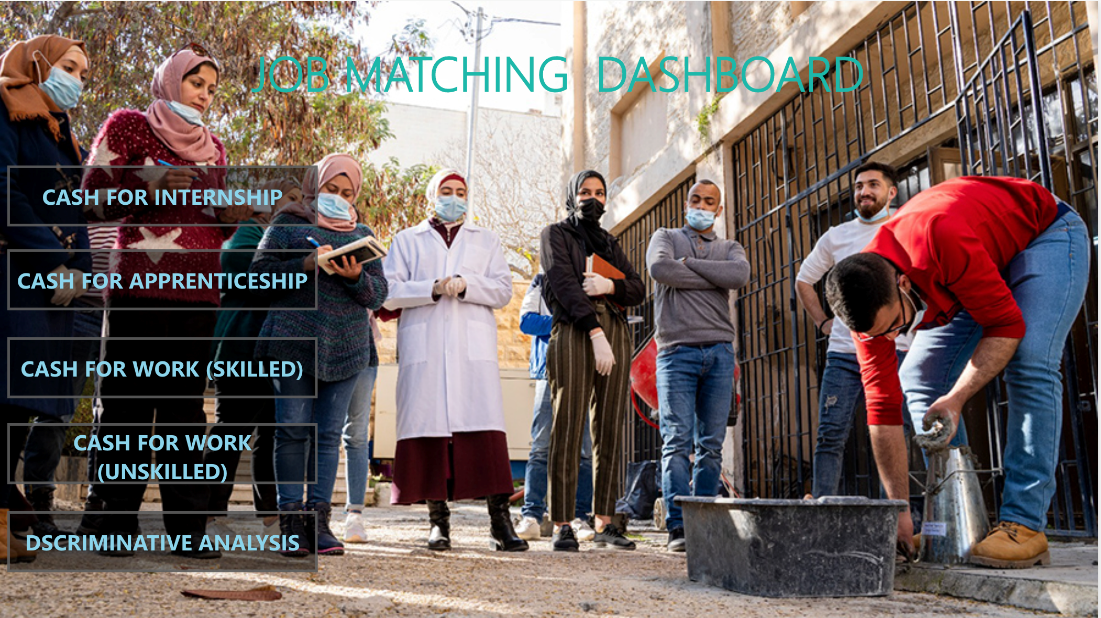 JOB MATCHING DASHBOARD
CASH FOR INTERNSHIP
CASH FOR APPRENTICESHIP
CASH FOR WORK (SKILLED)
CASH FOR WORK
(UNSKILLED)
DSCRIMINATIVE ANALYSIS